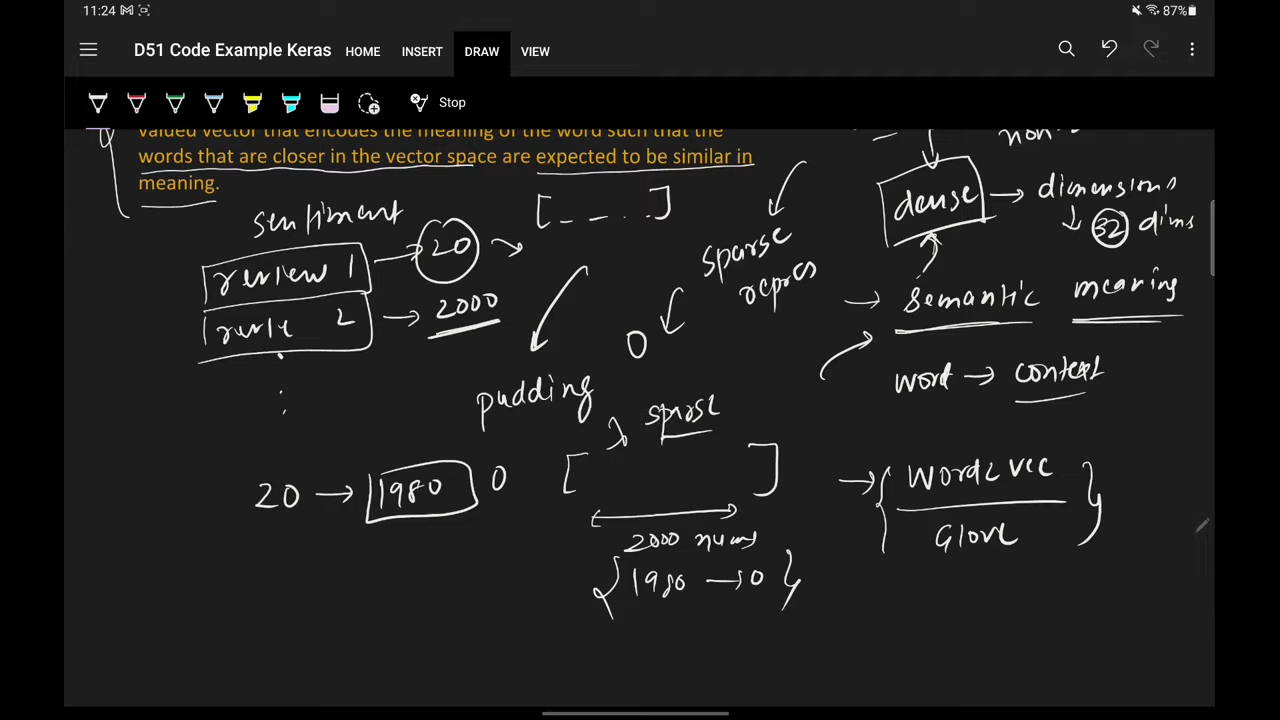 11:24 87%
D51 Code Example Keras HOME INSERT DRAW VIEW
Stop
valued vector that encodes the meaning of the word such that the
words that are closer in the vector space are expected to be similar in
meaning.
sentiment
[_ _ . . .]
review 1 → 20
2 → 2000
pudding
sparse
repres
0
dense → dimensions
↓ 32 dims
→ semantic meaning
word → context
sparse
20 → 1980 0
[ ]
2000 nums
{1980 → 0}
→ { Word2vec
Glove }